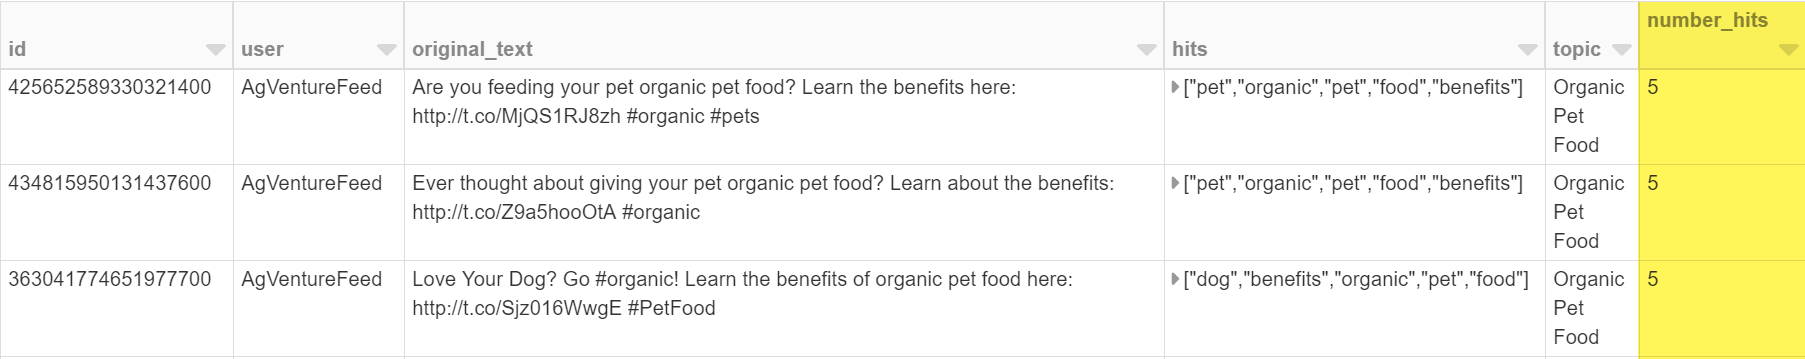 id user original_text hits topic number_hits
425652589330321400 AgVentureFeed Are you feeding your pet organic pet food? Learn the benefits here: ["pet","organic","pet","food","benefits"] Organic 5
http://t.co/MjQS1RJ8zh #organic #pets Pet
Food
434815950131437600 AgVentureFeed Ever thought about giving your pet organic pet food? Learn about the benefits: ["pet","organic","pet","food","benefits"] Organic 5
http://t.co/Z9a5hooOtA #organic Pet
Food
363041774651977700 AgVentureFeed Love Your Dog? Go #organic! Learn the benefits of organic pet food here: ["dog","benefits","organic","pet","food"] Organic 5
http://t.co/Sjz016WwgE #PetFood Pet
Food